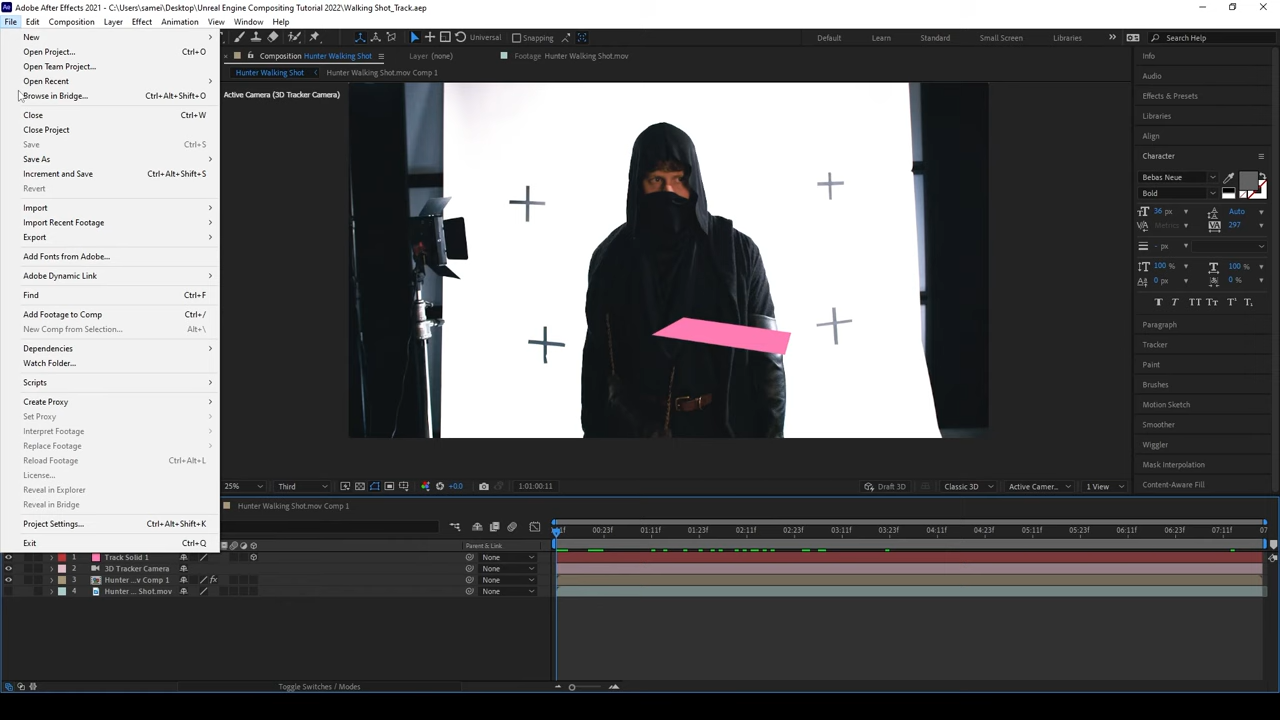 Adobe After Effects 2021 - C:\Users\samei\Desktop\Unreal Engine Compositing Tutorial 2022\Walking Shot_Track.aep
File Edit Composition Layer Effect Animation View Window Help
Universal Snapping Default Learn Standard Small Screen Libraries Search Help
New
Open Project... Ctrl+O
Open Team Project...
Open Recent
Browse in Bridge... Ctrl+Alt+Shift+O
Close Ctrl+W
Close Project
Save Ctrl+S
Save As
Increment and Save Ctrl+Alt+Shift+S
Revert
Import
Import Recent Footage
Export
Add Fonts from Adobe...
Adobe Dynamic Link
Find Ctrl+F
Add Footage to Comp Ctrl+/
New Comp from Selection... Alt+\
Dependencies
Watch Folder...
Scripts
Create Proxy
Set Proxy
Interpret Footage
Replace Footage
Reload Footage Ctrl+Alt+L
License...
Reveal in Explorer
Reveal in Bridge
Project Settings... Ctrl+Alt+Shift+K
Exit Ctrl+Q
Composition Hunter Walking Shot Layer (none) Footage Hunter Walking Shot.mov
Hunter Walking Shot Hunter Walking Shot.mov Comp 1
Active Camera (3D Tracker Camera)
25% Third +0.0 1:01:00:11 Draft 3D Classic 3D Active Camer... 1 View
Info
Audio
Effects & Presets
Libraries
Align
Character
Bebas Neue
Bold
36 px Auto
Metrics 297
- px
100 % 100 %
0 px 0 %
Paragraph
Tracker
Paint
Brushes
Motion Sketch
Smoother
Wiggler
Mask Interpolation
Content-Aware Fill
Hunter Walking Shot.mov Comp 1
00:23f 01:11f 01:23f 02:11f 02:23f 03:11f 03:23f 04:11f 04:23f 05:11f 05:23f 06:11f 06:23f 07:11f
Parent & Link
1 Track Solid 1 None
2 3D Tracker Camera None
3 Hunter ...v Comp 1 fx None
4 Hunter ... Shot.mov None
Toggle Switches / Modes